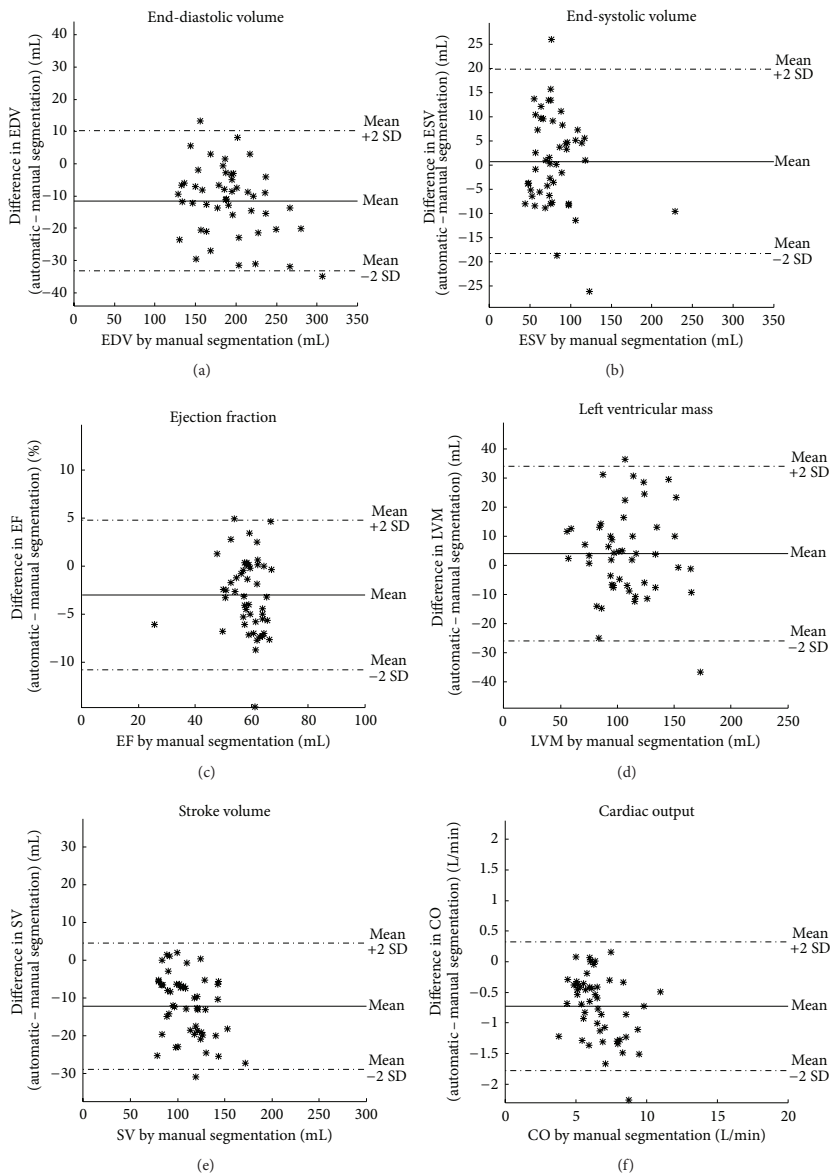 End-diastolic volume
Difference in EDV
(automatic – manual segmentation) (mL)
40
30
20
10
0
−10
−20
−30
−40
Mean
+2 SD
Mean
Mean
−2 SD
0 50 100 150 200 250 300 350
EDV by manual segmentation (mL)
(a)
End-systolic volume
Difference in ESV
(automatic – manual segmentation) (mL)
25
20
15
10
5
0
−5
−10
−15
−20
−25
Mean
+2 SD
Mean
Mean
−2 SD
0 50 100 150 200 250 300 350
ESV by manual segmentation (mL)
(b)
Ejection fraction
Difference in EF
(automatic – manual segmentation) (%)
10
5
0
−5
−10
Mean
+2 SD
Mean
Mean
−2 SD
0 20 40 60 80 100
EF by manual segmentation (mL)
(c)
Left ventricular mass
Difference in LVM
(automatic – manual segmentation) (mL)
40
30
20
10
0
−10
−20
−30
−40
Mean
+2 SD
Mean
Mean
−2 SD
0 50 100 150 200 250
LVM by manual segmentation (mL)
(d)
Stroke volume
Difference in SV
(automatic – manual segmentation) (mL)
30
20
10
0
−10
−20
−30
Mean
+2 SD
Mean
Mean
−2 SD
0 50 100 150 200 250 300
SV by manual segmentation (mL)
(e)
Cardiac output
Difference in CO
(automatic – manual segmentation) (L/min)
2
1.5
1
0.5
0
−0.5
−1
−1.5
−2
Mean
+2 SD
Mean
Mean
−2 SD
0 5 10 15 20
CO by manual segmentation (L/min)
(f)